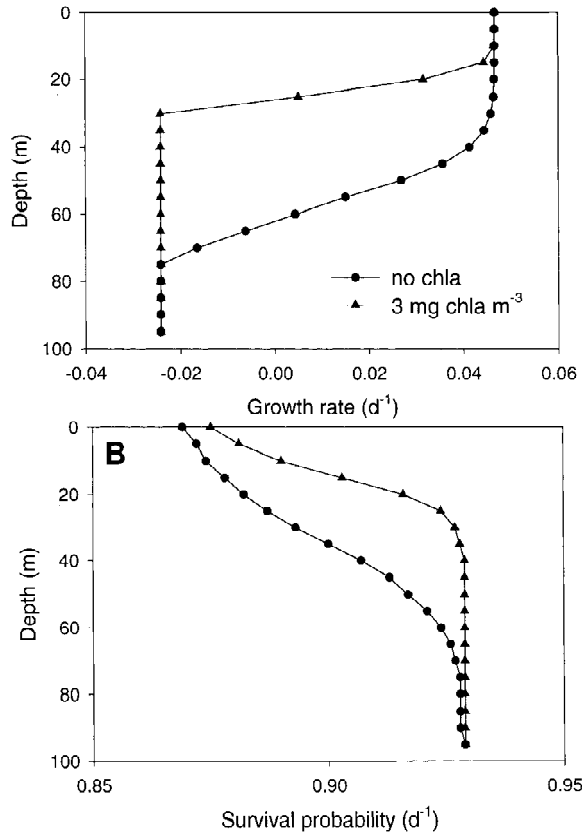 0
20
40
60
80
100
Depth (m)
no chla
3 mg chla m⁻³
-0.04 -0.02 0.00 0.02 0.04 0.06
Growth rate (d⁻¹)
B
0
20
40
60
80
100
Depth (m)
0.85 0.90 0.95
Survival probability (d⁻¹)